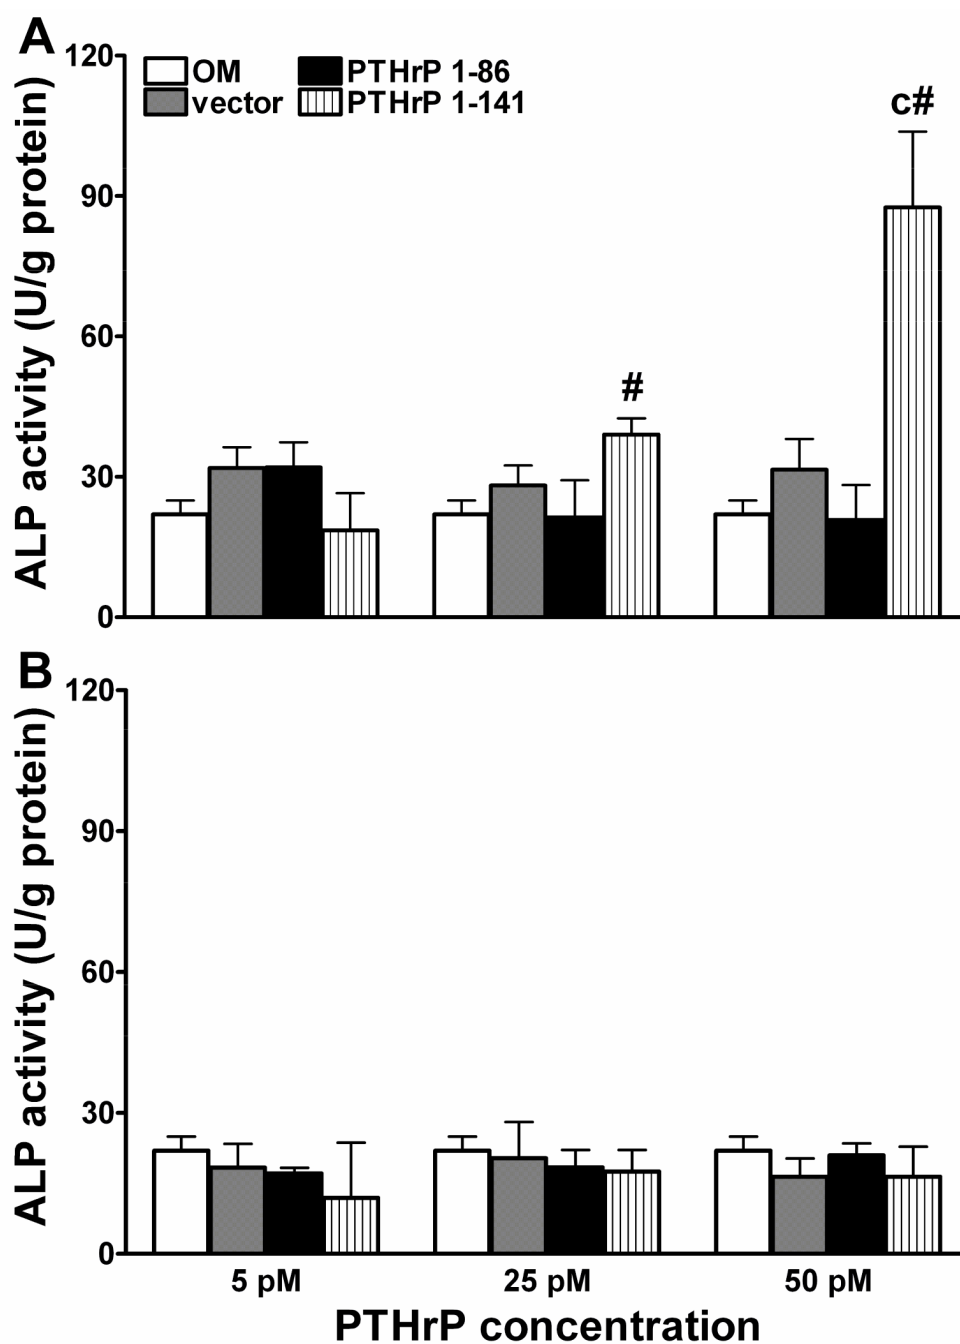 A
120
OM PTHrP 1-86
vector PTHrP 1-141
c#
90
ALP activity (U/g protein)
60
#
30
0
B
120
90
ALP activity (U/g protein)
60
30
0
5 pM 25 pM 50 pM
PTHrP concentration